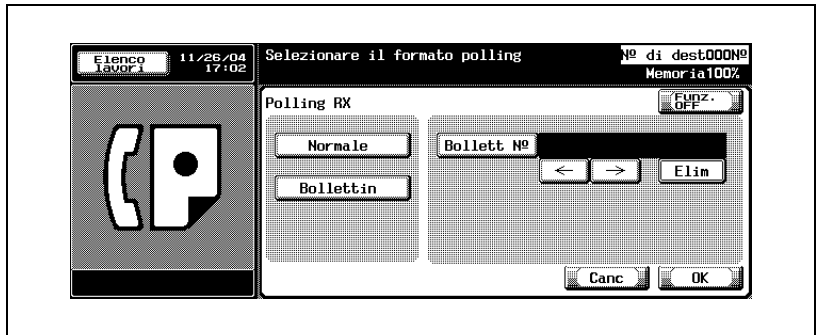 Elenco lavori
11/26/04
17:02
Selezionare il formato polling
Nº di dest000Nº
Memoria100%
Polling RX
Funz. OFF
Normale
Bollettin
Bollett Nº
← →
Elim
Canc
OK